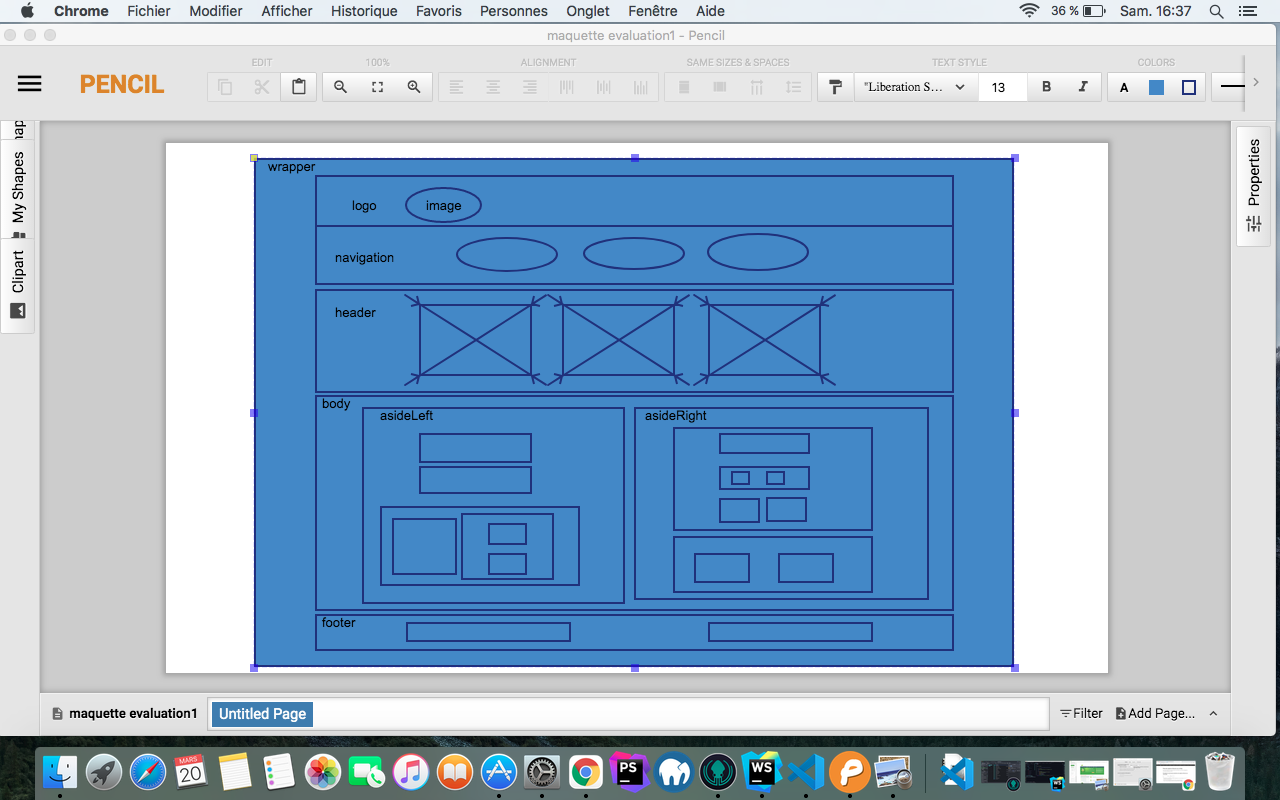 Chrome Fichier Modifier Afficher Historique Favoris Personnes Onglet Fenêtre Aide 36 % Sam. 16:37
maquette evaluation1 - Pencil
EDIT 100% ALIGNMENT SAME SIZES & SPACES TEXT STYLE COLORS
PENCIL "Liberation S... 13 B I A
My Shapes
Clipart
Properties
wrapper
logo image
navigation
header
body
asideLeft asideRight
footer
maquette evaluation1 Untitled Page Filter Add Page...
MARS
20
PS
WS